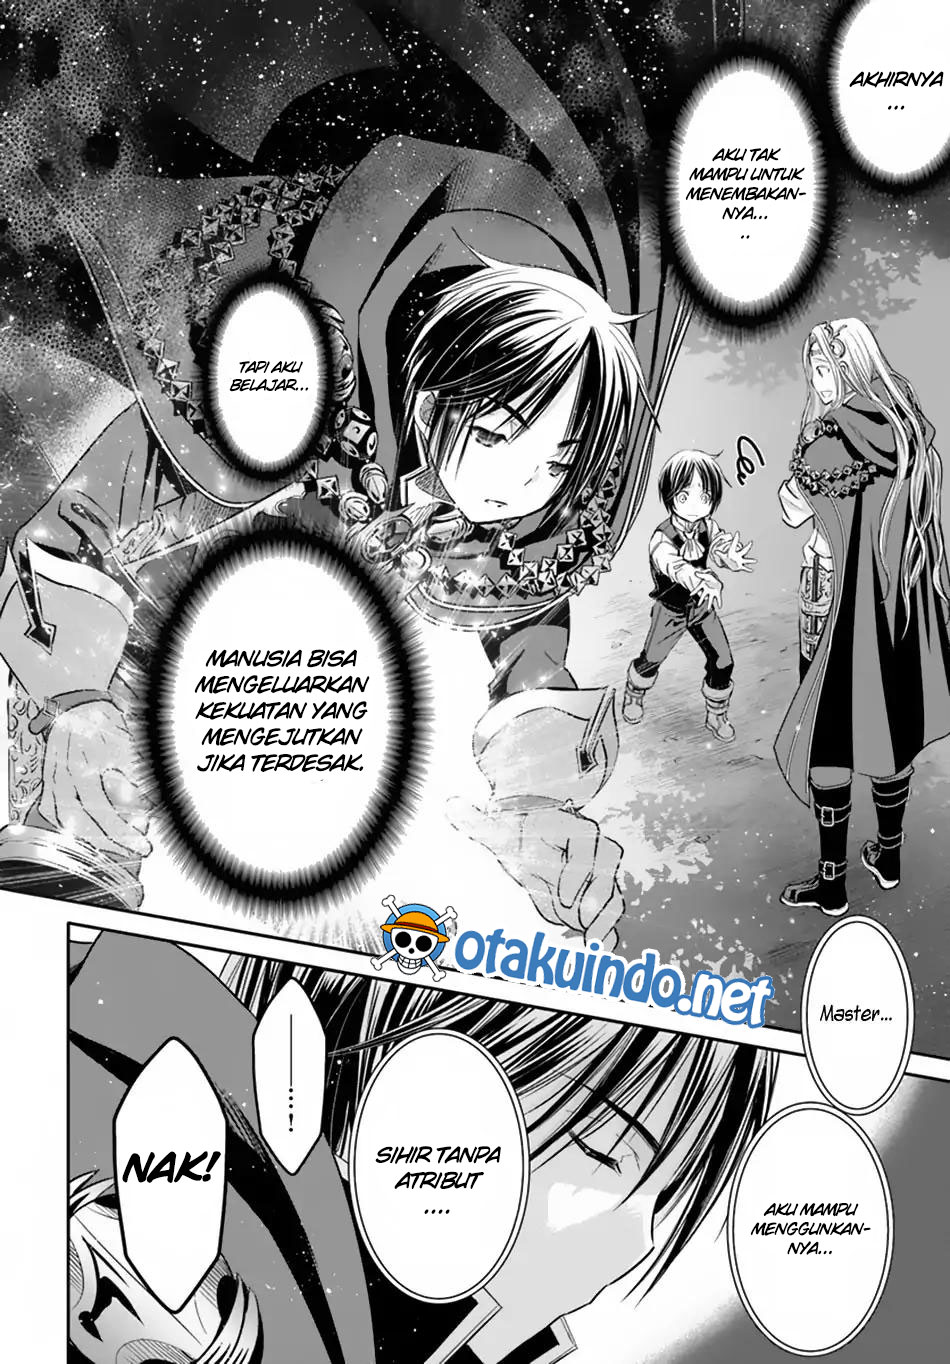 AKHIRNYA
...
AKU TAK
MAMPU UNTUK
MENEMBAKAN-
NYA...
..
TAPI AKU
BELAJAR...
MANUSIA BISA
MENGELUARKAN
KEKUATAN YANG
MENGEJUTKAN
JIKA TERDESAK.
otakuindo.net
Master...
AKU MAMPU
MENGGUNKAN-
NYA...
SIHIR TANPA
ATRIBUT
....
......!
NAK!